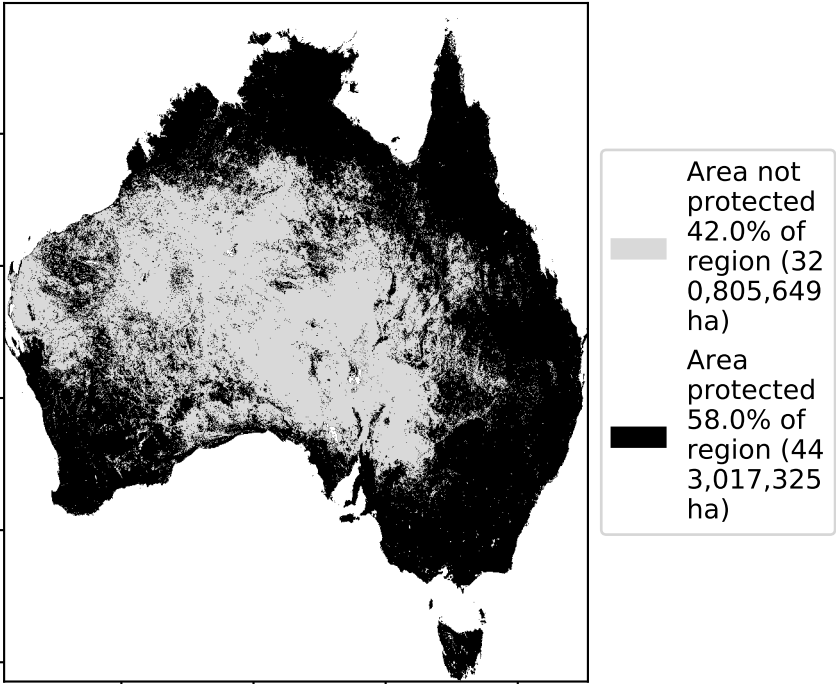 Area not
protected
42.0% of
region (32
0,805,649
ha)
Area
protected
58.0% of
region (44
3,017,325
ha)